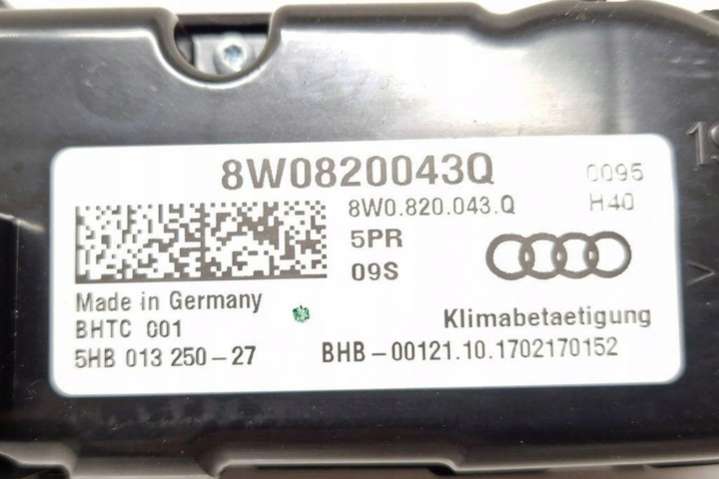 8W0820043Q
0095
8W0.820.043.Q
H40
5PR
09S
Made in Germany
BHTC 001
Klimabetaetigung
5HB 013 250-27
BHB-00121.10.1702170152